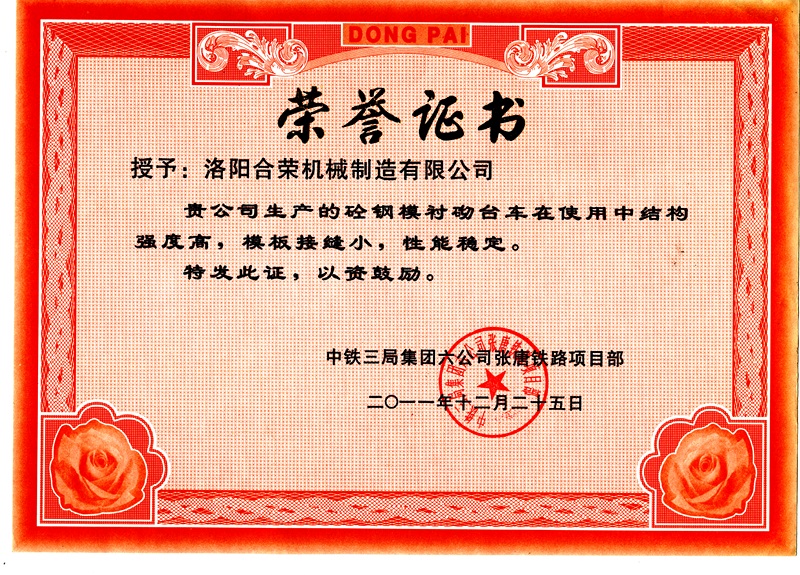 DONG PAI
荣誉证书
授予：洛阳合荣机械制造有限公司
贵公司生产的砼钢模衬砌台车在使用中结构
强度高，模板接缝小，性能稳定。
特发此证，以资鼓励。
中铁三局集团六公司张唐铁路项目部
二〇一一年十二月二十五日